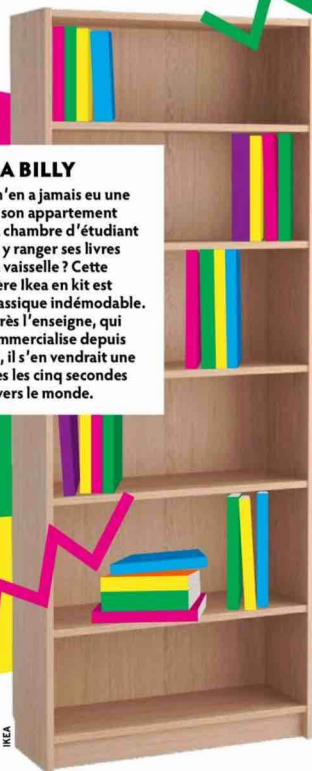 A BILLY
n'en a jamais eu une
son appartement
chambre d'étudiant
y ranger ses livres
vaisselle ? Cette
ère Ikea en kit est
assique indémodable.
rès l'enseigne, qui
mmercialise depuis
, il s'en vendrait une
es les cinq secondes
vers le monde.
IKEA